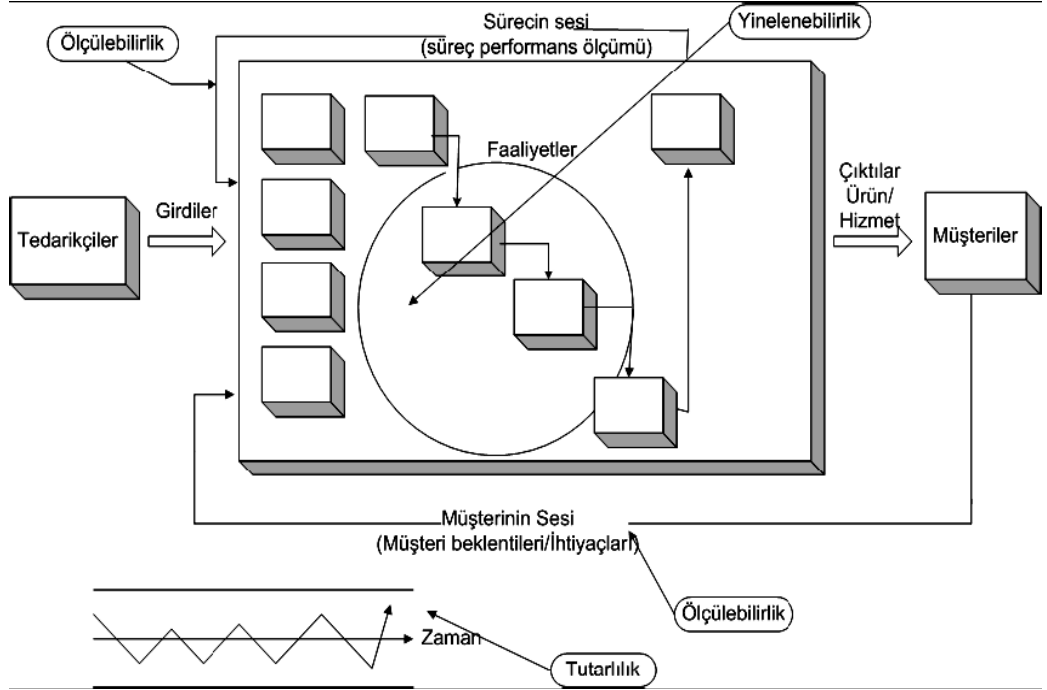 Sürecin sesi
(süreç performans ölçümü)
Yinelenebilirlik
Ölçülebilirlik
Faaliyetler
Tedarikçiler
Girdiler
Çıktılar
Ürün/
Hizmet
Müşteriler
Müşterinin Sesi
(Müşteri beklentileri/İhtiyaçları)
Ölçülebilirlik
Zaman
Tutarlılık